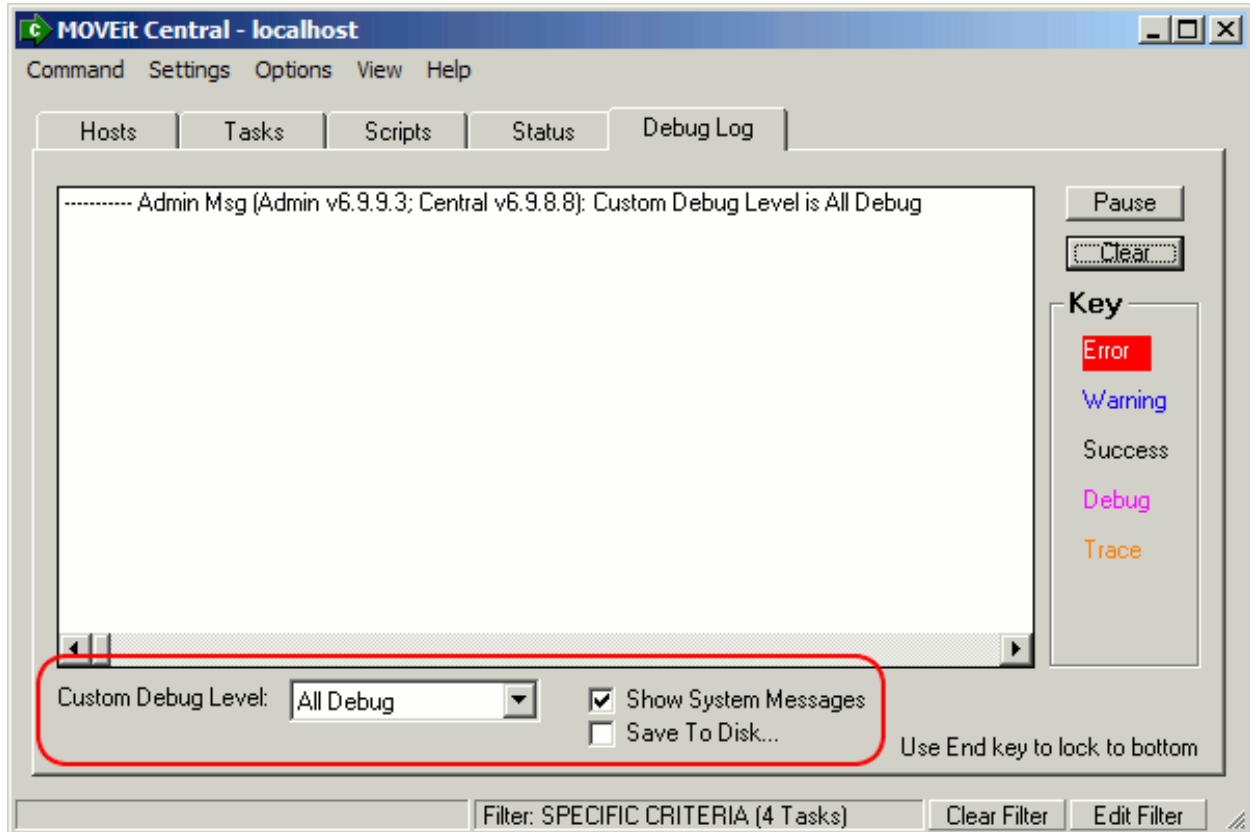 C MOVEit Central - localhost
Command Settings Options View Help
Hosts Tasks Scripts Status Debug Log
---------- Admin Msg (Admin v6.9.9.3; Central v6.9.8.8): Custom Debug Level is All Debug
Pause
Clear
Key
Error
Warning
Success
Debug
Trace
Custom Debug Level: All Debug
Show System Messages
Save To Disk...
Use End key to lock to bottom
Filter: SPECIFIC CRITERIA (4 Tasks) Clear Filter Edit Filter